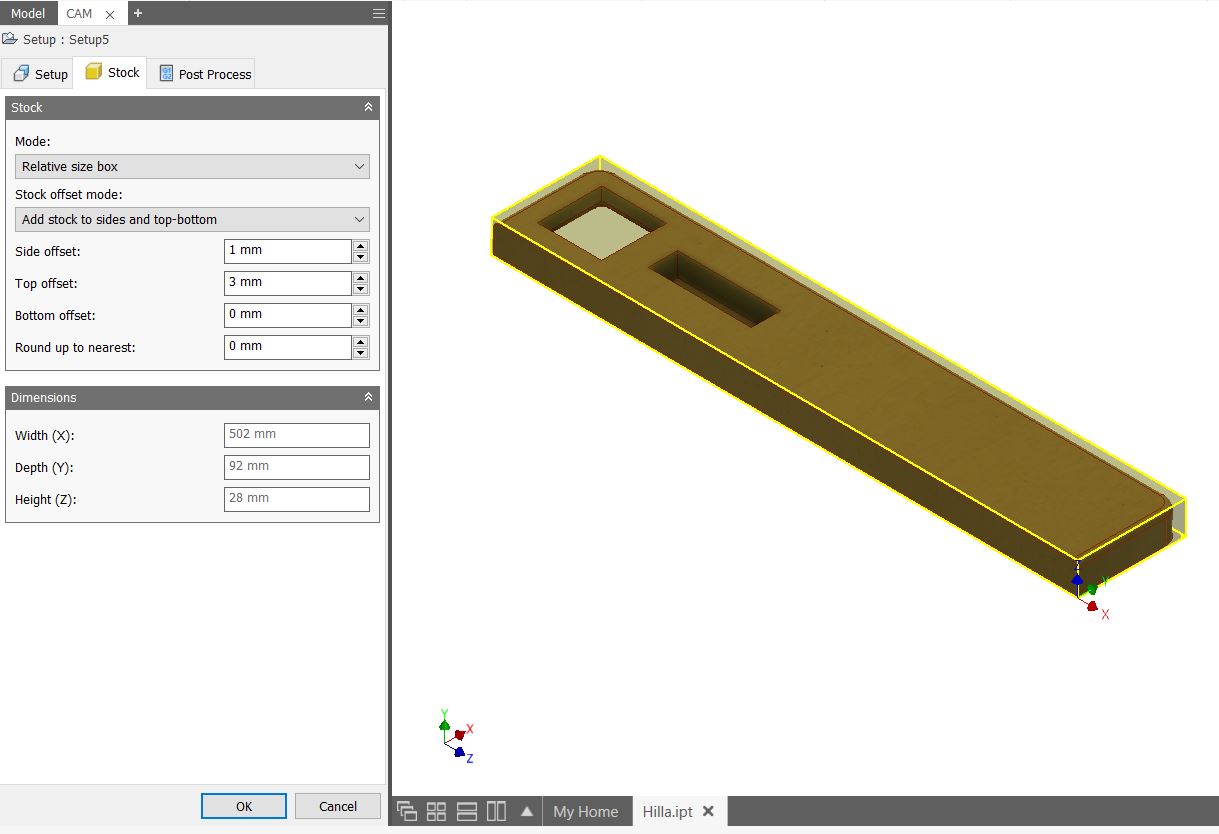 Model
CAM
Setup : Setup5
Setup
Stock
Post Process
Stock
Mode:
Relative size box
Stock offset mode:
Add stock to sides and top-bottom
Side offset:
1 mm
Top offset:
3 mm
Bottom offset:
0 mm
Round up to nearest:
0 mm
Dimensions
Width (X):
502 mm
Depth (Y):
92 mm
Height (Z):
28 mm
OK
Cancel
Z
Y
X
Y
X
Z
My Home
Hilla.ipt